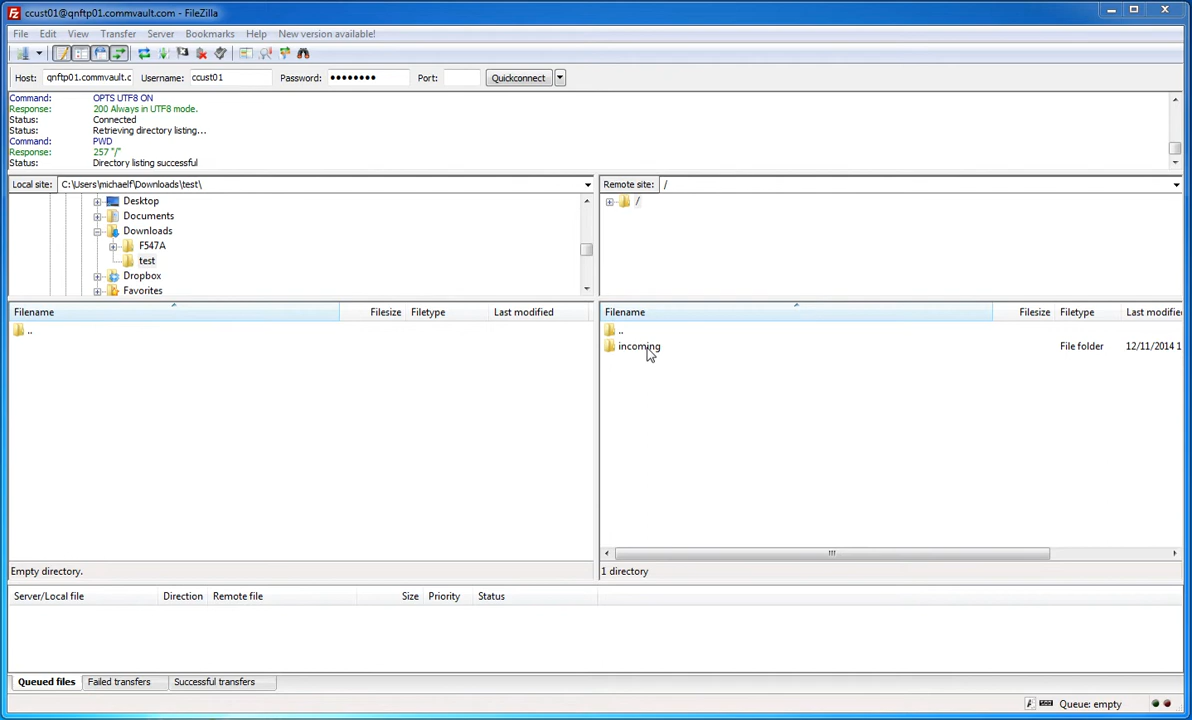 ccust01@qnftp01.commvault.com - FileZilla
File Edit View Transfer Server Bookmarks Help New version available!
Host: qnftp01.commvault.c Username: ccust01 Password: ●●●●●●●● Port: Quickconnect
Command: OPTS UTF8 ON
Response: 200 Always in UTF8 mode.
Status: Connected
Status: Retrieving directory listing...
Command: PWD
Response: 257 "/"
Status: Directory listing successful
Local site: C:\Users\michaelf\Downloads\test\
Desktop
Documents
Downloads
F547A
test
Dropbox
Favorites
Remote site: /
/
Filename Filesize Filetype Last modified
..
Empty directory.
Filename Filesize Filetype Last modifie
..
incoming File folder 12/11/2014 1
1 directory
Server/Local file Direction Remote file Size Priority Status
Queued files Failed transfers Successful transfers
Queue: empty